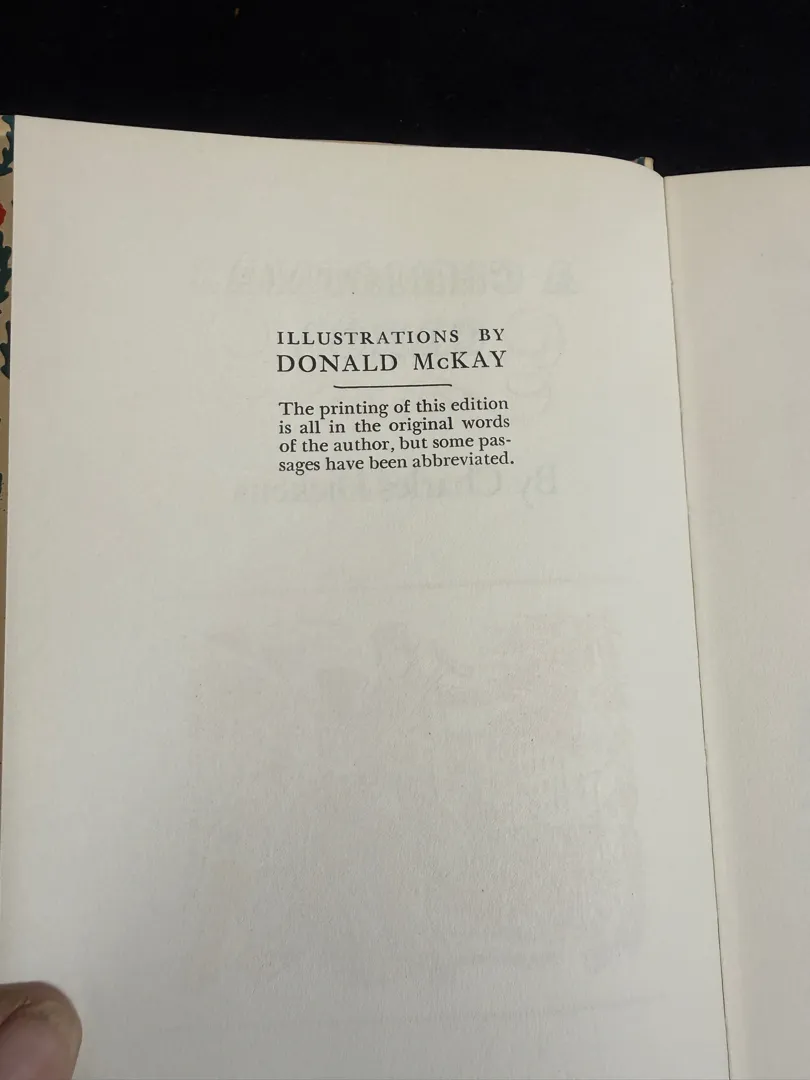 ILLUSTRATIONS BY
DONALD McKAY
The printing of this edition
is all in the original words
of the author, but some pas-
sages have been abbreviated.